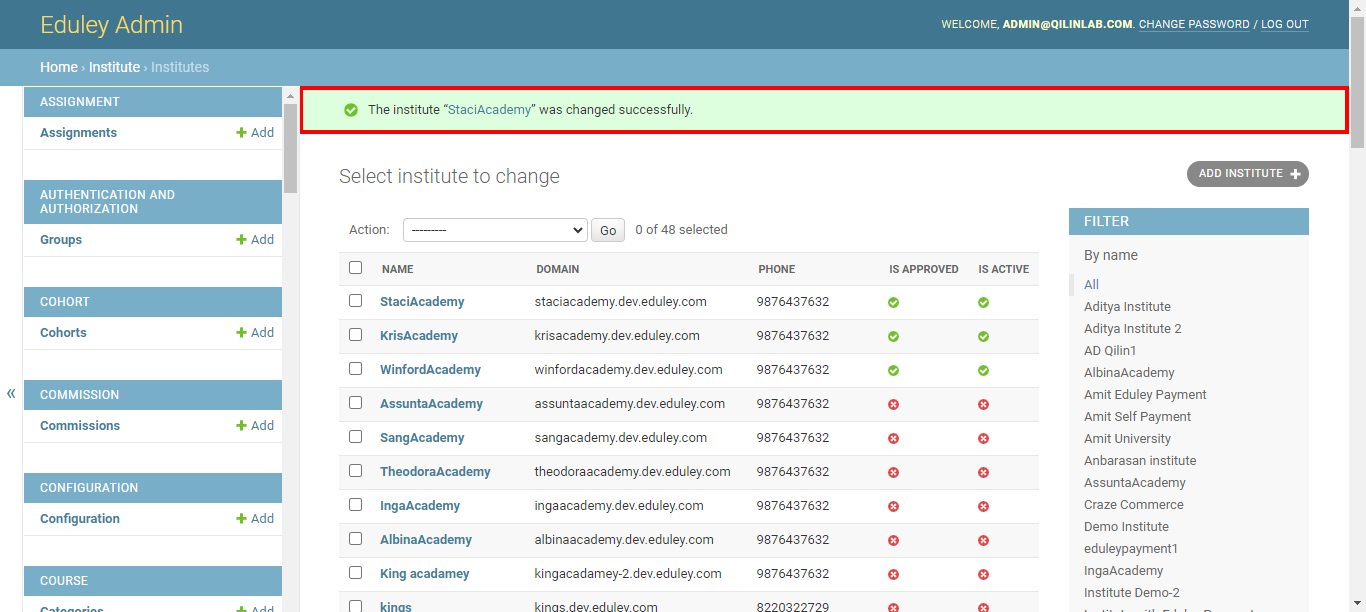 Eduley Admin
WELCOME, ADMIN@QILINLAB.COM. CHANGE PASSWORD / LOG OUT
Home › Institute › Institutes
ASSIGNMENT
Assignments Add
AUTHENTICATION AND
AUTHORIZATION
Groups Add
COHORT
Cohorts Add
COMMISSION
Commissions Add
CONFIGURATION
Configuration Add
COURSE
Categories Add
«
The institute “StaciAcademy” was changed successfully.
Select institute to change
ADD INSTITUTE +
Action: --------- Go 0 of 48 selected
NAME DOMAIN PHONE IS APPROVED IS ACTIVE
StaciAcademy staciacademy.dev.eduley.com 9876437632
KrisAcademy krisacademy.dev.eduley.com 9876437632
WinfordAcademy winfordacademy.dev.eduley.com 9876437632
AssuntaAcademy assuntaacademy.dev.eduley.com 9876437632
SangAcademy sangacademy.dev.eduley.com 9876437632
TheodoraAcademy theodoraacademy.dev.eduley.com 9876437632
IngaAcademy ingaacademy.dev.eduley.com 9876437632
AlbinaAcademy albinaacademy.dev.eduley.com 9876437632
King acadamey kingacadamey-2.dev.eduley.com 9876437632
kings kings.dev.eduley.com 8220322729
FILTER
By name
All
Aditya Institute
Aditya Institute 2
AD Qilin1
AlbinaAcademy
Amit Eduley Payment
Amit Self Payment
Amit University
Anbarasan institute
AssuntaAcademy
Craze Commerce
Demo Institute
eduleypayment1
IngaAcademy
Institute Demo-2
Institute with Eduley Payment